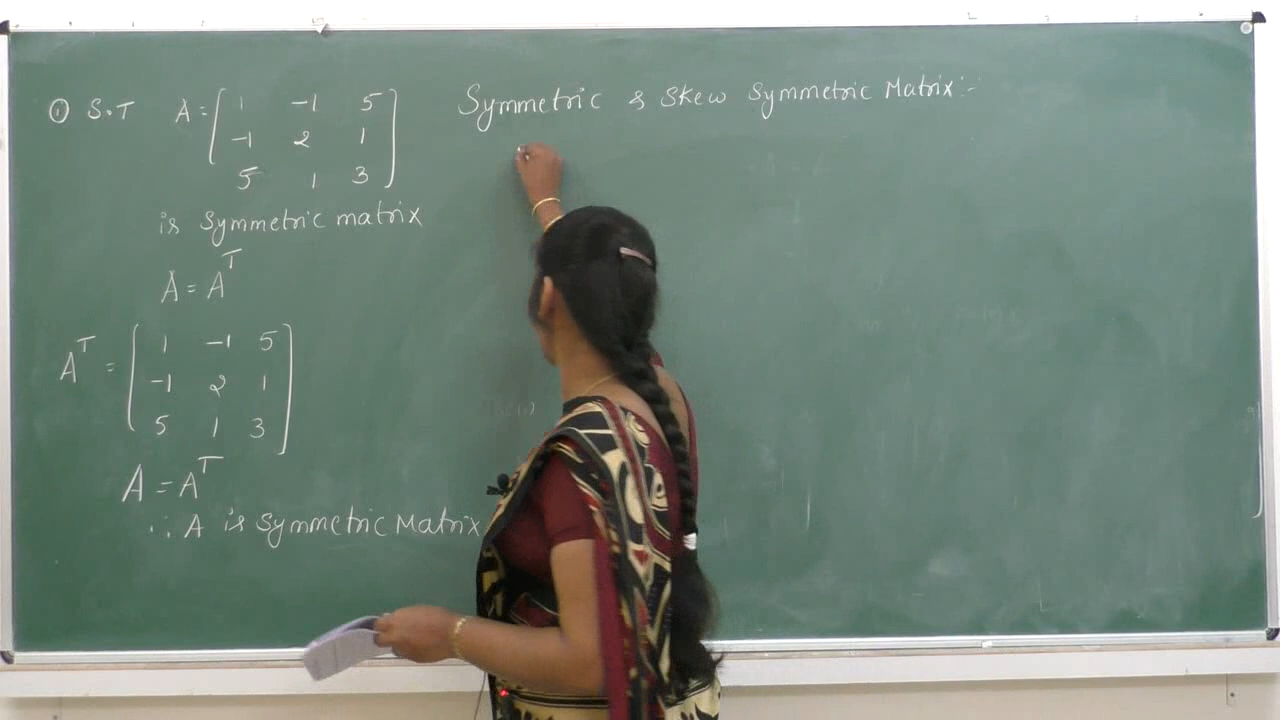 ① S.T A = [ 1 -1 5
-1 2 1
5 1 3 ]
is Symmetric matrix
A = A^T
A^T = [ 1 -1 5
-1 2 1
5 1 3 ]
A = A^T
∴ A is Symmetric Matrix
Symmetric & Skew Symmetric Matrix:-